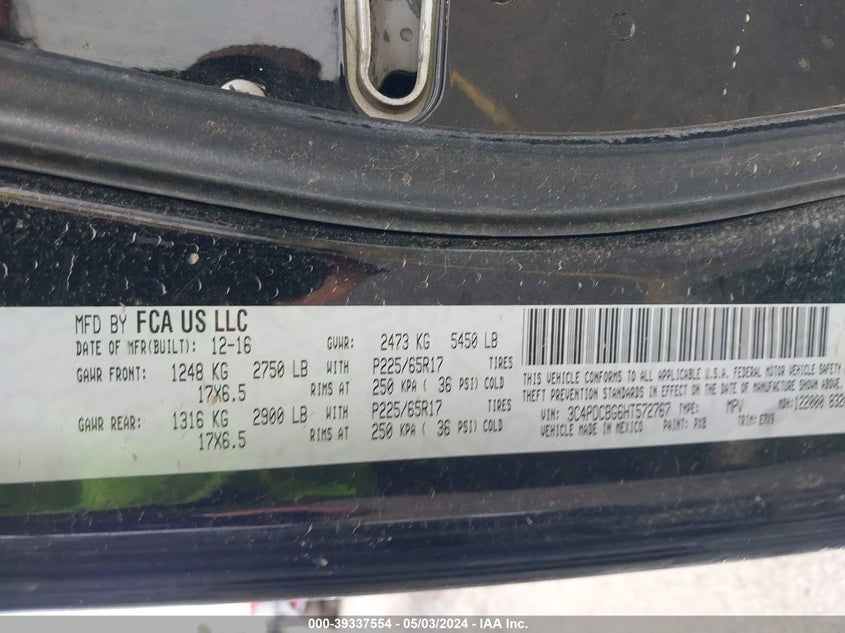 MFD BY FCA US LLC
DATE OF MFR(BUILT): 12-16 GVWR: 2473 KG 5450 LB
GAWR FRONT: 1248 KG 2750 LB WITH P225/65R17 TIRES
17X6.5 RIMS AT 250 KPA ( 36 PSI) COLD
GAWR REAR: 1316 KG 2900 LB WITH P225/65R17 TIRES
17X6.5 RIMS AT 250 KPA ( 36 PSI) COLD
THIS VEHICLE CONFORMS TO ALL APPLICABLE U.S.A. FEDERAL MOTOR VEHICLE SAFETY
THEFT PREVENTION STANDARDS IN EFFECT ON THE DATE OF MANUFACTURE SHOWN ABOVE.
VIN: 3C4PDCBG6HT572767 TYPE: MPV MDH: 122000
VEHICLE MADE IN MEXICO PAINT: PX8 TRIM:
000-39337554 - 05/03/2024 - IAA Inc.